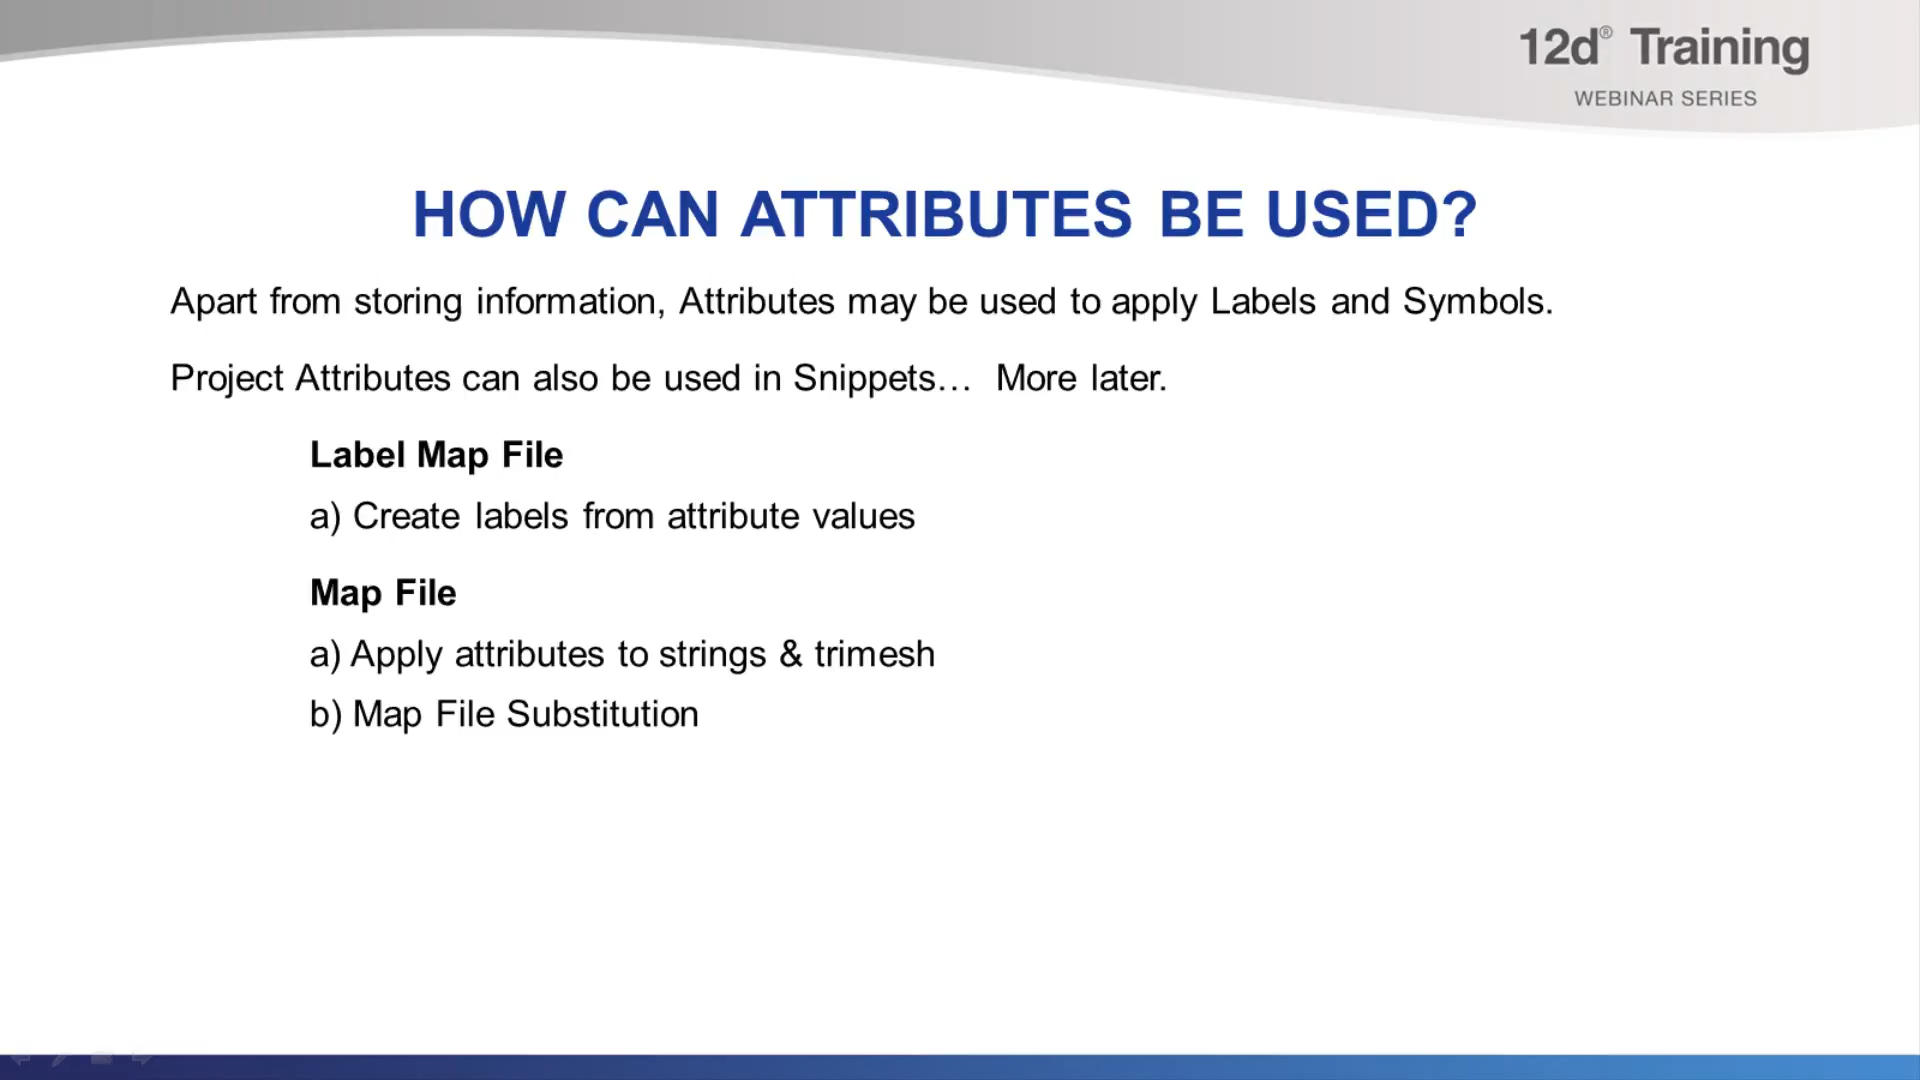 12d® Training
WEBINAR SERIES
HOW CAN ATTRIBUTES BE USED?
Apart from storing information, Attributes may be used to apply Labels and Symbols.
Project Attributes can also be used in Snippets… More later.
Label Map File
a) Create labels from attribute values
Map File
a) Apply attributes to strings & trimesh
b) Map File Substitution